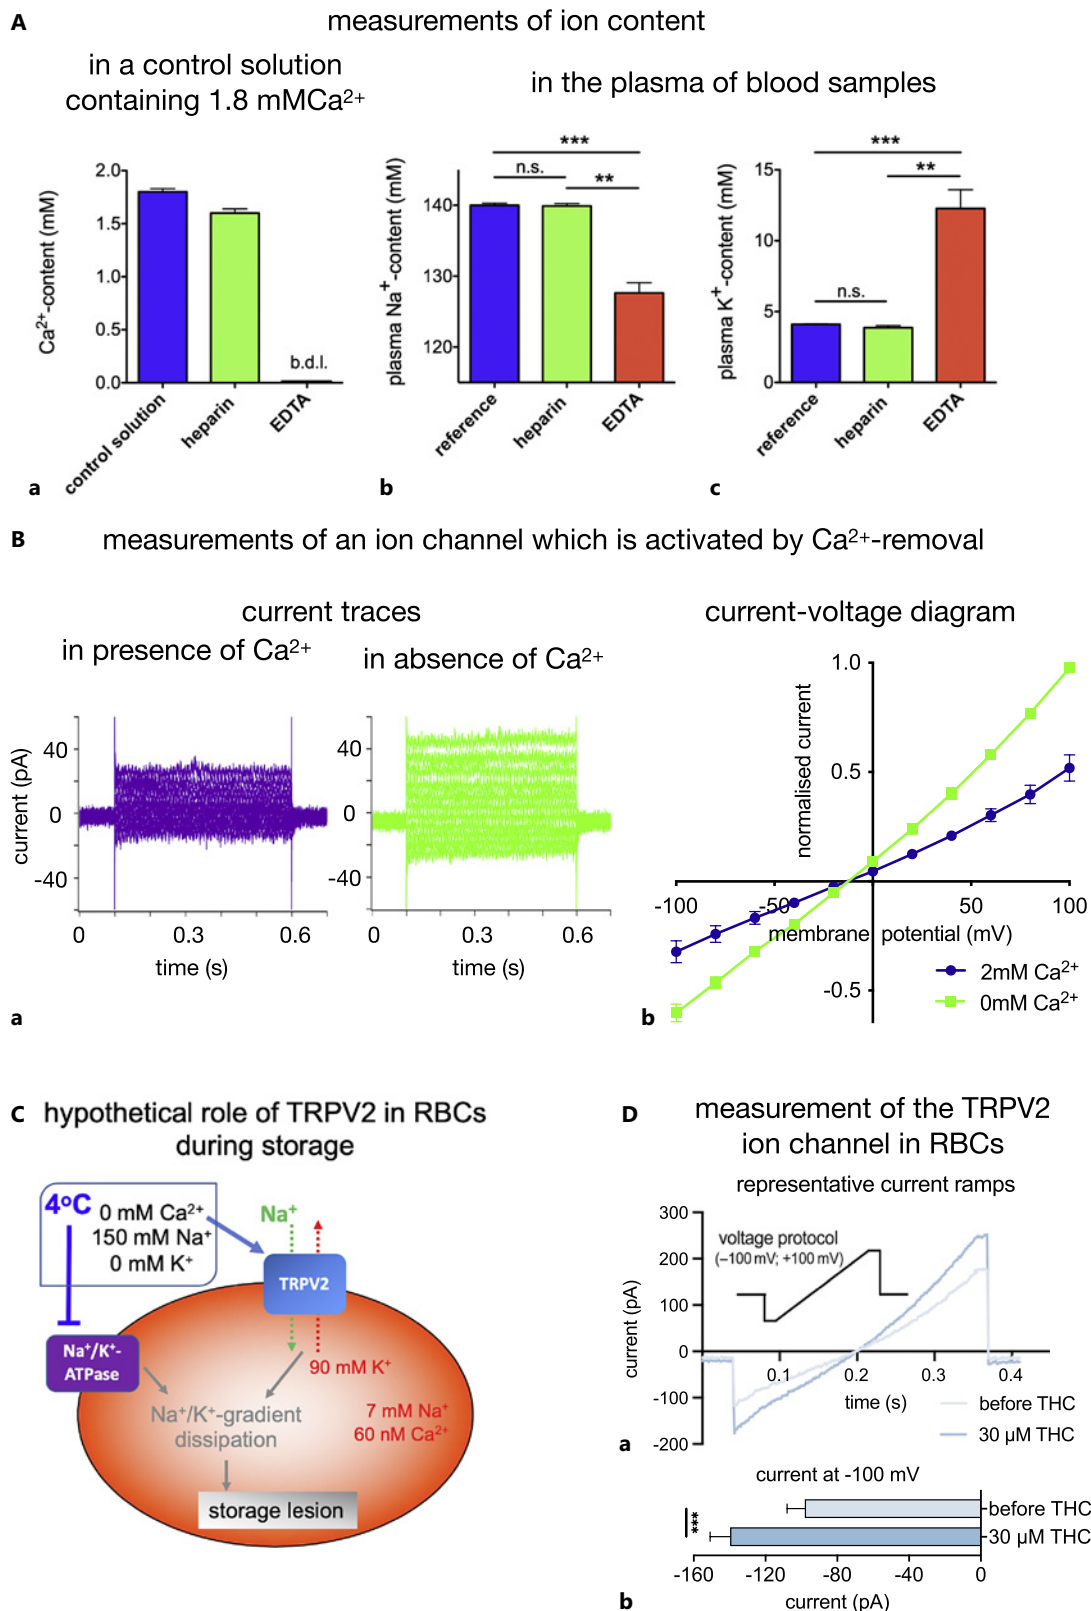 A
measurements of ion content
in a control solution
containing 1.8 mMCa²⁺
in the plasma of blood samples
Ca²⁺-content (mM)
2.0
1.5
1.0
0.5
0.0
b.d.l.
control solution
heparin
EDTA
a
plasma Na⁺-content (mM)
140
130
120
***
n.s.
**
reference
heparin
EDTA
b
plasma K⁺-content (mM)
15
10
5
0
***
**
n.s.
reference
heparin
EDTA
c
B
measurements of an ion channel which is activated by Ca²⁺-removal
current traces
in presence of Ca²⁺
in absence of Ca²⁺
current (pA)
40
0
-40
0
0.3
0.6
time (s)
40
0
-40
0
0.3
0.6
time (s)
a
current-voltage diagram
normalised current
1.0
0.5
-0.5
-100
-50
50
100
membrane potential (mV)
2mM Ca²⁺
0mM Ca²⁺
b
C
hypothetical role of TRPV2 in RBCs
during storage
4°C
0 mM Ca²⁺
150 mM Na⁺
0 mM K⁺
Na⁺
TRPV2
Na⁺/K⁺-
ATPase
90 mM K⁺
Na⁺/K⁺-gradient
dissipation
7 mM Na⁺
60 nM Ca²⁺
storage lesion
D
measurement of the TRPV2
ion channel in RBCs
representative current ramps
current (pA)
300
200
100
0
-100
-200
voltage protocol
(–100 mV; +100 mV)
0.1
0.2
0.3
0.4
time (s)
before THC
30 µM THC
a
current at -100 mV
***
before THC
30 µM THC
-160
-120
-80
-40
0
current (pA)
b